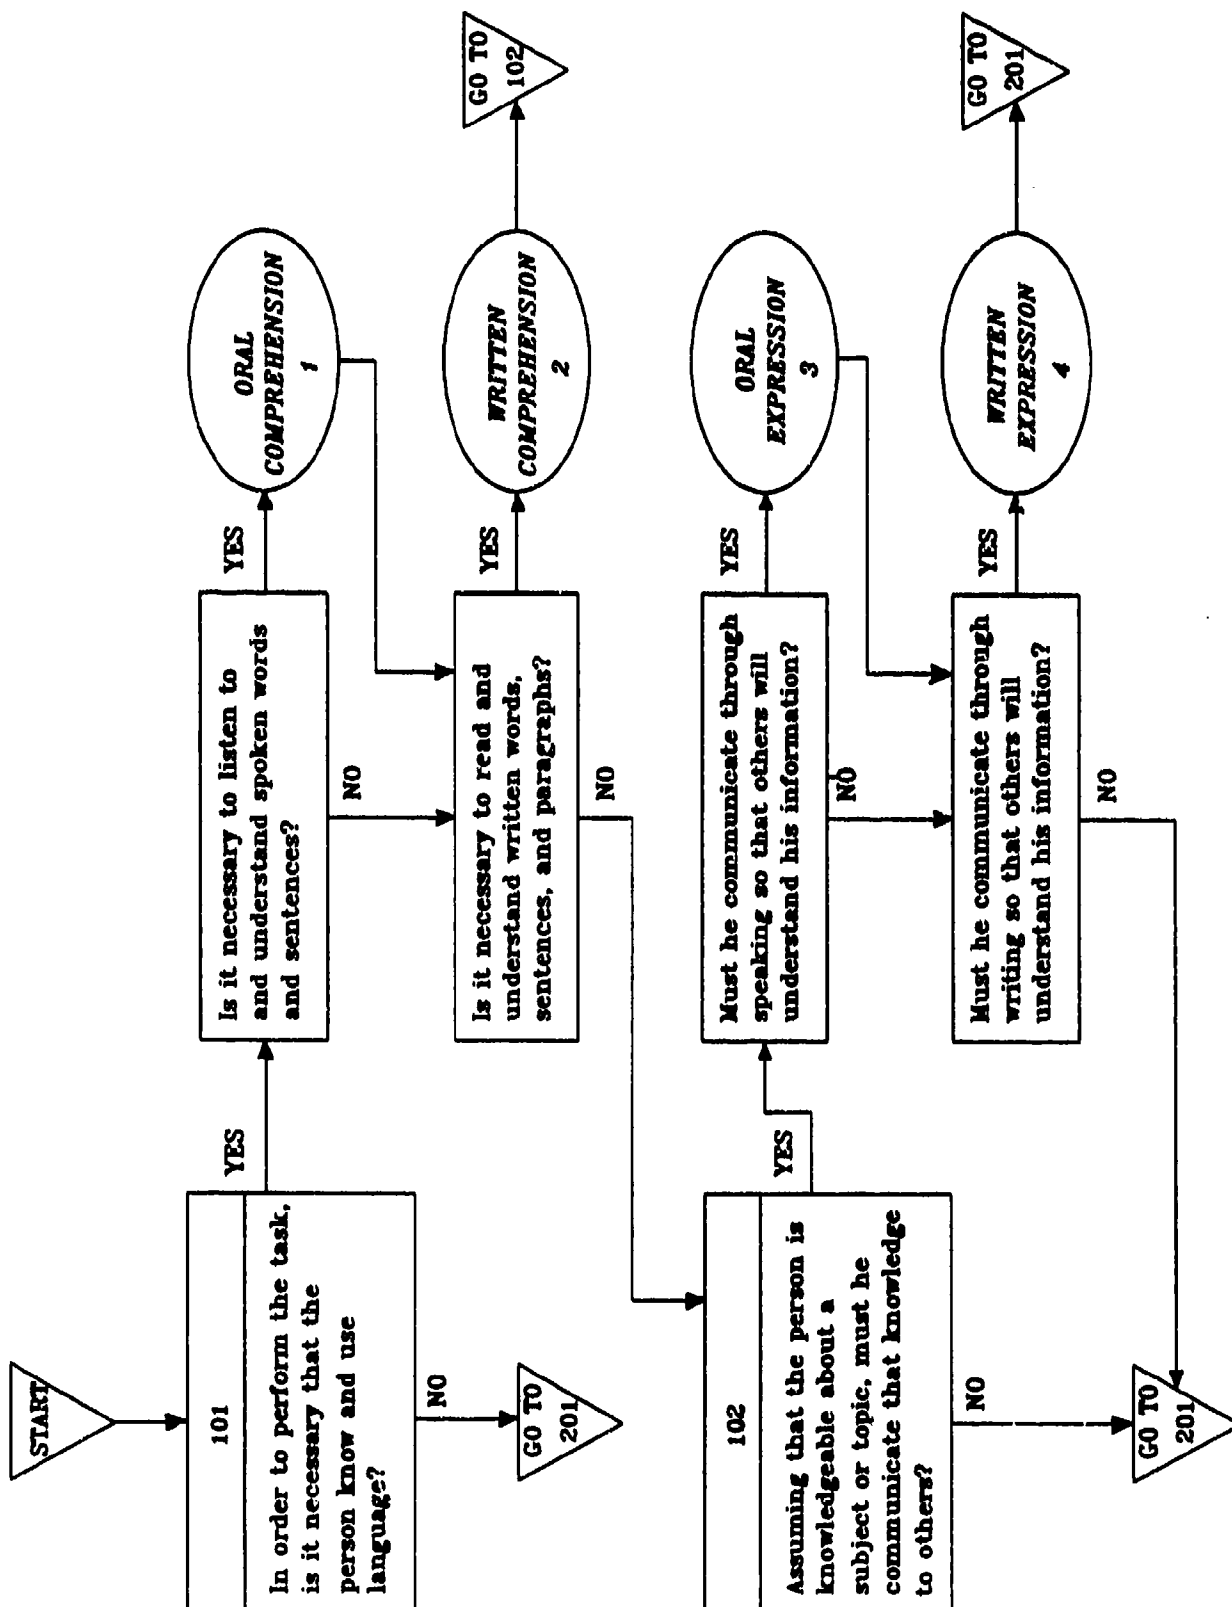 START
101
In order to perform the task,
is it necessary that the
person know and use
language?
YES
NO
GO TO
201
Is it necessary to listen to
and understand spoken words
and sentences?
YES
NO
ORAL
COMPREHENSION
1
Is it necessary to read and
understand written words,
sentences, and paragraphs?
YES
NO
WRITTEN
COMPREHENSION
2
GO TO
102
102
Assuming that the person is
knowledgeable about a
subject or topic, must he
communicate that knowledge
to others?
YES
NO
GO TO
201
Must he communicate through
speaking so that others will
understand his information?
YES
NO
ORAL
EXPRESSION
3
Must he communicate through
writing so that others will
understand his information?
YES
NO
WRITTEN
EXPRESSION
4
GO TO
201